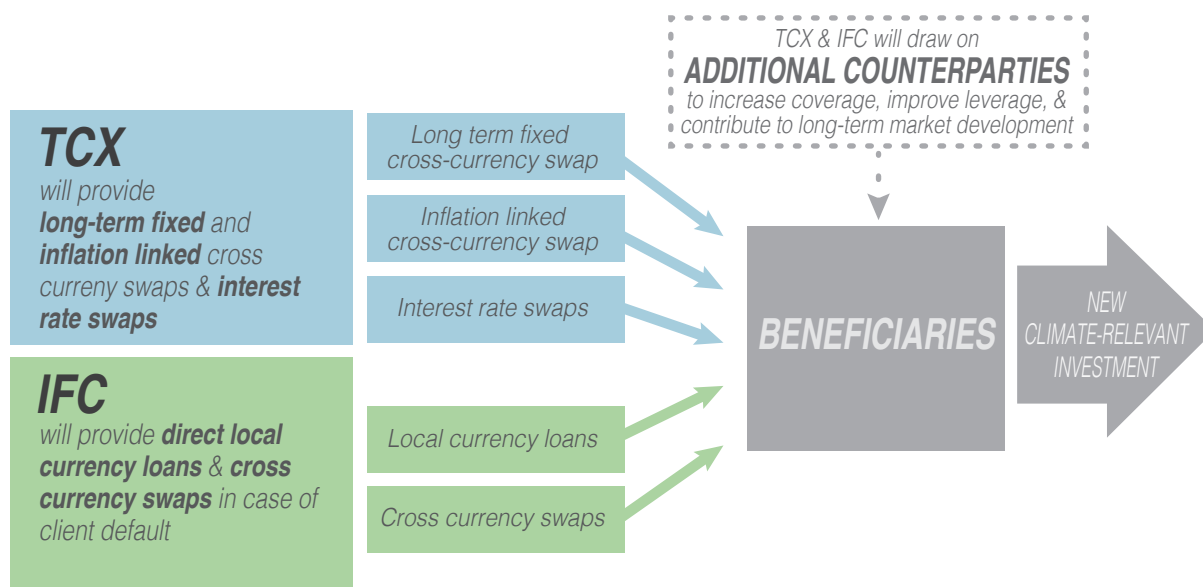 TCX & IFC will draw on
ADDITIONAL COUNTERPARTIES
to increase coverage, improve leverage, &
contribute to long-term market development
TCX
will provide
long-term fixed and
inflation linked cross
curreny swaps & interest
rate swaps
Long term fixed
cross-currency swap
Inflation linked
cross-currency swap
Interest rate swaps
IFC
will provide direct local
currency loans & cross
currency swaps in case of
client default
Local currency loans
Cross currency swaps
BENEFICIARIES
NEW
CLIMATE-RELEVANT
INVESTMENT